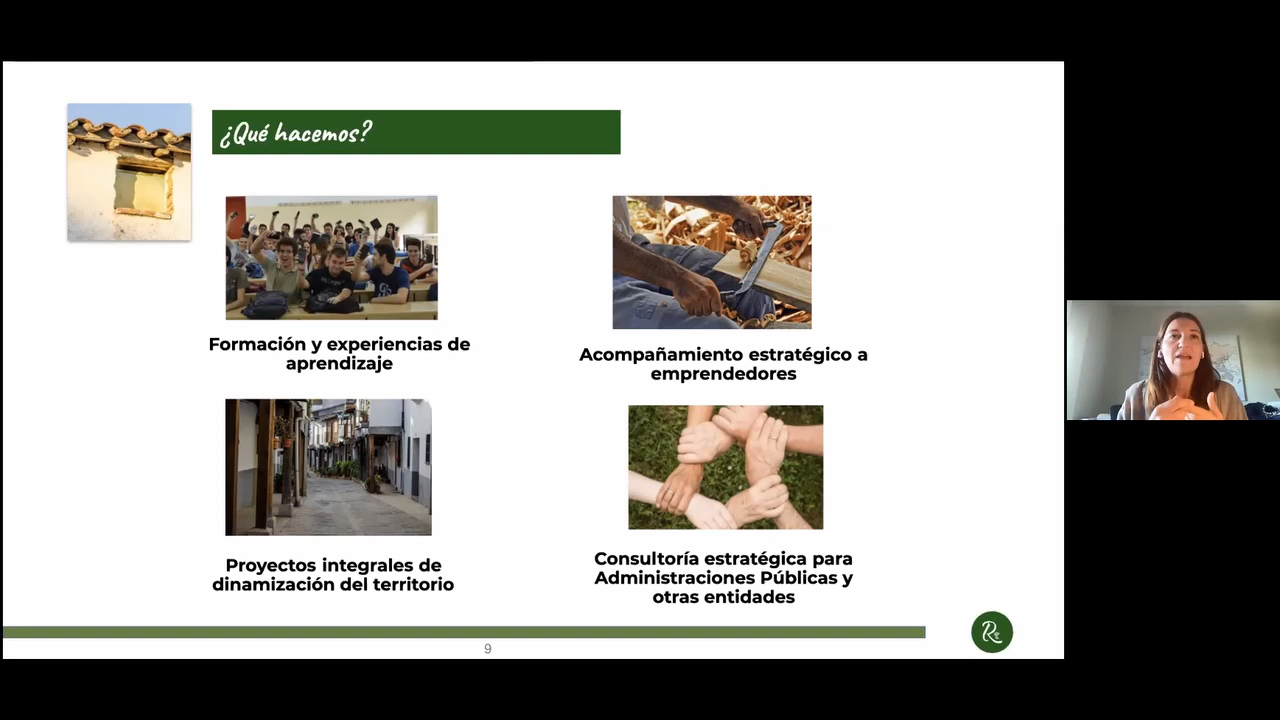 ¿Qué hacemos?
Formación y experiencias de
aprendizaje
Acompañamiento estratégico a
emprendedores
Proyectos integrales de
dinamización del territorio
Consultoría estratégica para
Administraciones Públicas y
otras entidades
R
9